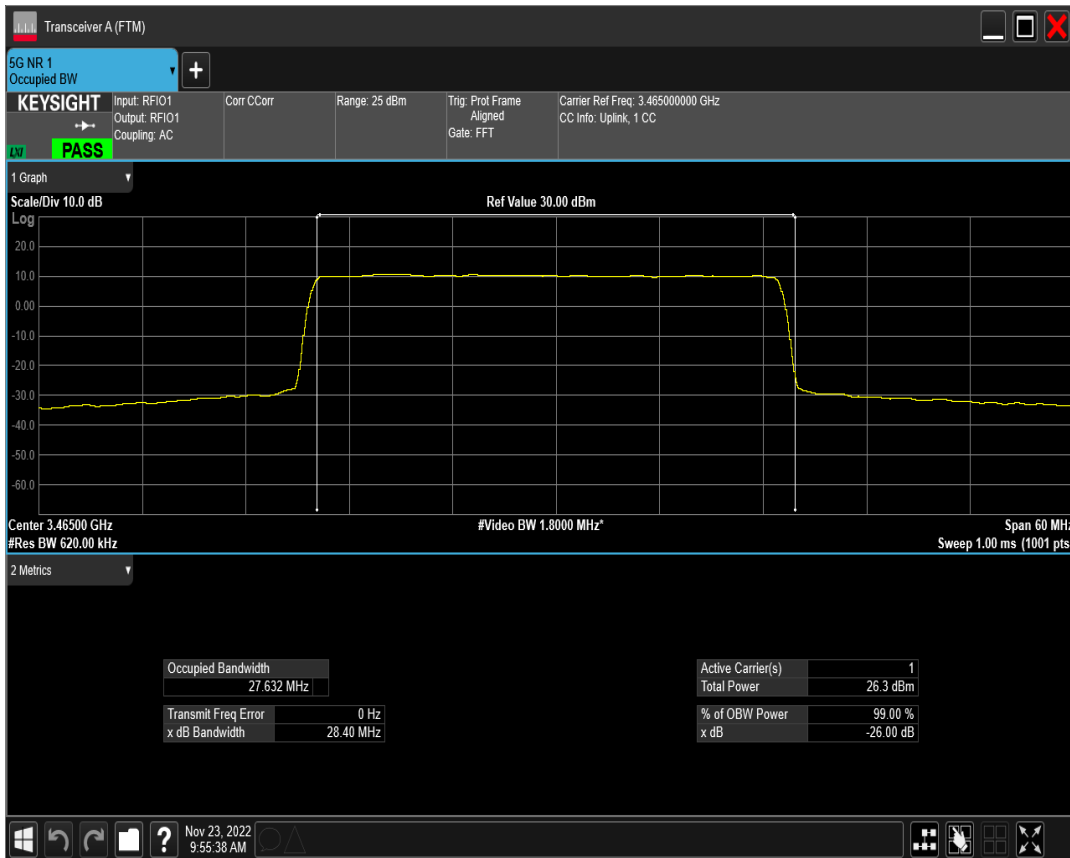 Transceiver A (FTM)
5G NR 1
Occupied BW
+
KEYSIGHT
LXI
PASS
Input: RFIO1
Output: RFIO1
Coupling: AC
Corr CCorr
Range: 25 dBm
Trig: Prot Frame
Aligned
Gate: FFT
Carrier Ref Freq: 3.465000000 GHz
CC Info: Uplink, 1 CC
1 Graph
Scale/Div 10.0 dB
Ref Value 30.00 dBm
Log
20.0
10.0
0.00
-10.0
-20.0
-30.0
-40.0
-50.0
-60.0
Center 3.46500 GHz
#Video BW 1.8000 MHz*
Span 60 MHz
#Res BW 620.00 kHz
Sweep 1.00 ms (1001 pts
2 Metrics
Occupied Bandwidth
27.632 MHz
Transmit Freq Error 0 Hz
x dB Bandwidth 28.40 MHz
Active Carrier(s) 1
Total Power 26.3 dBm
% of OBW Power 99.00 %
x dB -26.00 dB
?
Nov 23, 2022
9:55:38 AM